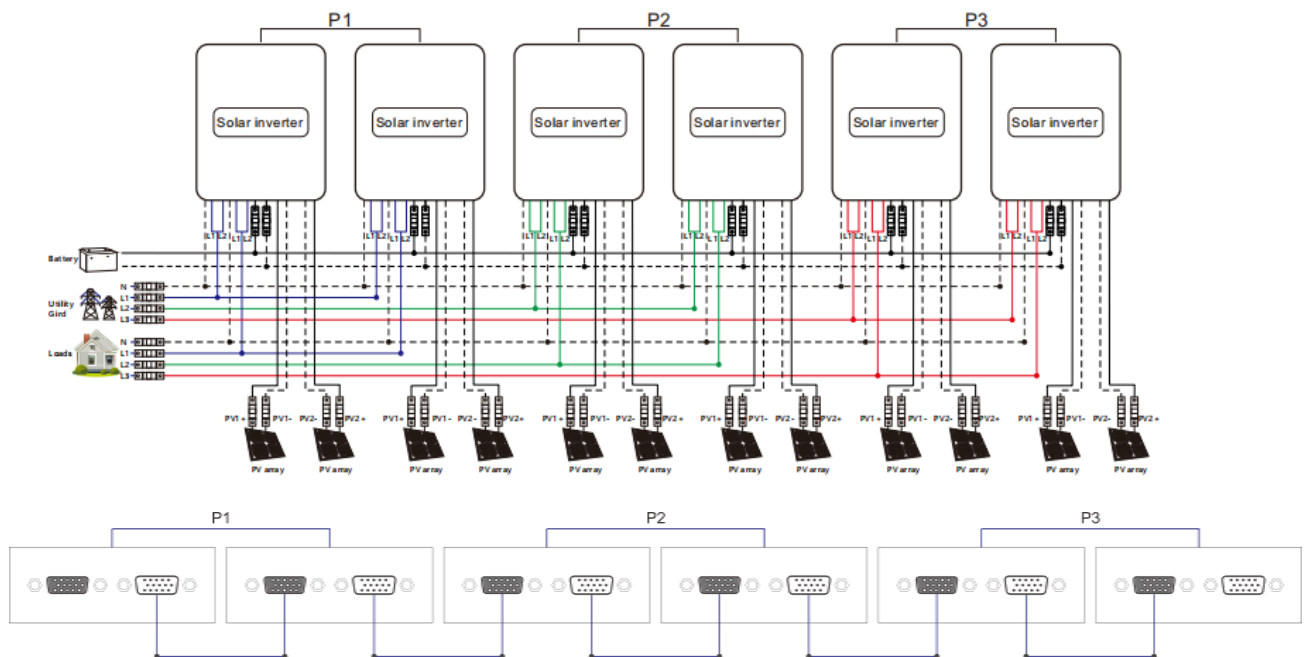 P1 P2 P3
Solar inverter Solar inverter Solar inverter Solar inverter Solar inverter Solar inverter
L1 L2 L1 L2 L1 L2 L1 L2 L1 L2 L1 L2
L1 L2 L1 L2 L1 L2 L1 L2 L1 L2 L1 L2
Battery
N
L1
Utility
L2
Gird
L3
N
Loads
L1
L2
L3
PV1+ PV1- PV2- PV2+ PV1+ PV1- PV2- PV2+ PV1+ PV1- PV2- PV2+ PV1+ PV1- PV2- PV2+ PV1+ PV1- PV2- PV2+ PV1+ PV1- PV2- PV2+
PV array PV array PV array PV array PV array PV array PV array PV array PV array PV array PV array PV array
P1 P2 P3